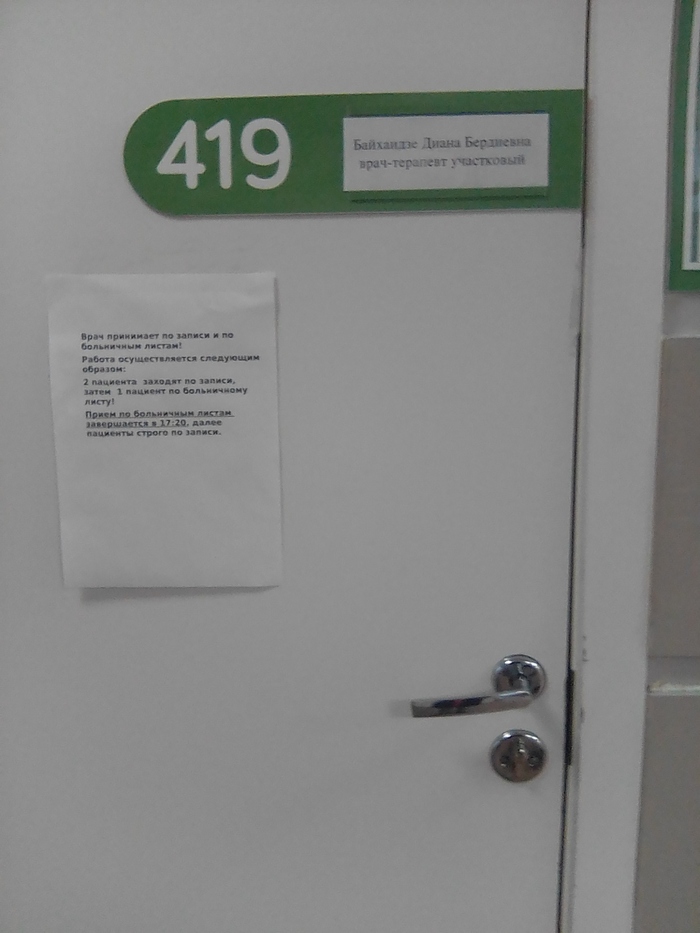 419
Байхаидзе Диана Бердиевна
врач-терапевт участковый
Врач принимает по записи и по
больничным листам!
Работа осуществляется следующим
образом:
2 пациента заходят по записи,
затем 1 пациент по больничному
листу!
Прием по больничным листам
завершается в 17:20, далее
пациенты строго по записи.